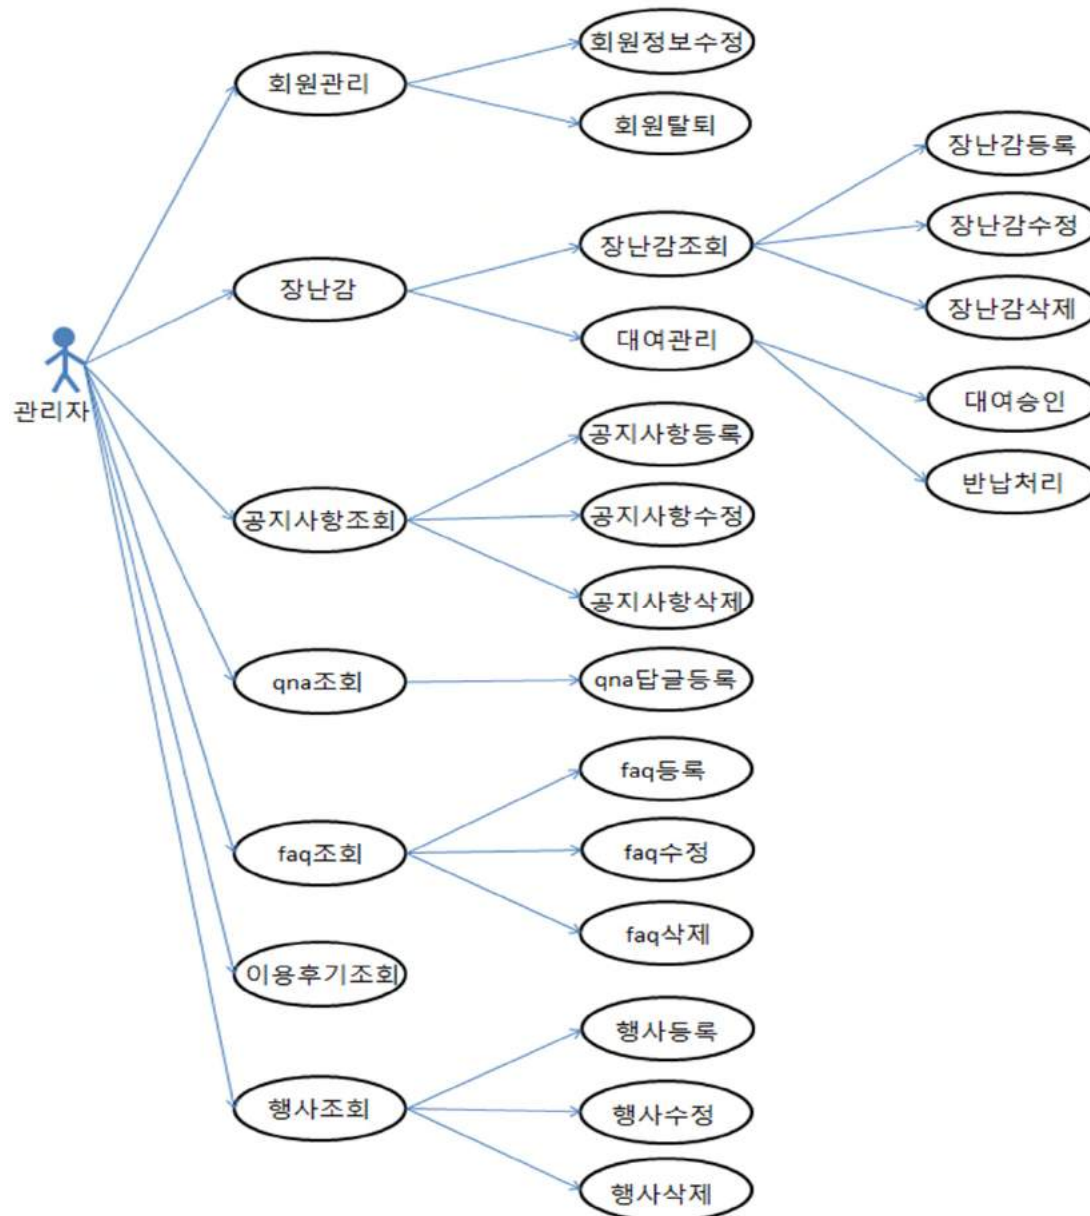 회원정보수정
회원관리
회원탈퇴
장난감등록
장난감수정
장난감조회
장난감
장난감삭제
대여관리
관리자
대여승인
공지사항등록
반납처리
공지사항조회
공지사항수정
공지사항삭제
qna조회
qna답글등록
faq등록
faq조회
faq수정
faq삭제
이용후기조회
행사등록
행사조회
행사수정
행사삭제